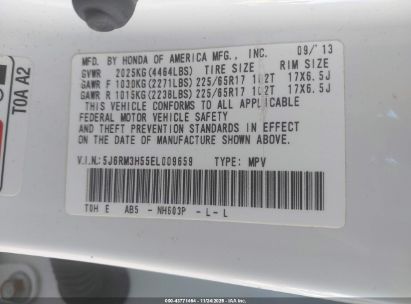 MFD. BY HONDA OF AMERICA MFG., INC. 09/'13
GVWR 2025KG(4464LBS) TIRE SIZE RIM SIZE
GAWR F 1030KG(2271LBS) 225/65R17 102T 17X6.5J
GAWR R 1015KG(2238LBS) 225/65R17 102T 17X6.5J
THIS VEHICLE CONFORMS TO ALL APPLICABLE
FEDERAL MOTOR VEHICLE SAFETY
AND THEFT PREVENTION STANDARDS IN EFFECT
ON THE DATE OF MANUFACTURE SHOWN ABOVE.
V.I.N.:5J6RM3H55EL009659 TYPE: MPV
TOH E AB5 - NH603P - L- L
T0A A2